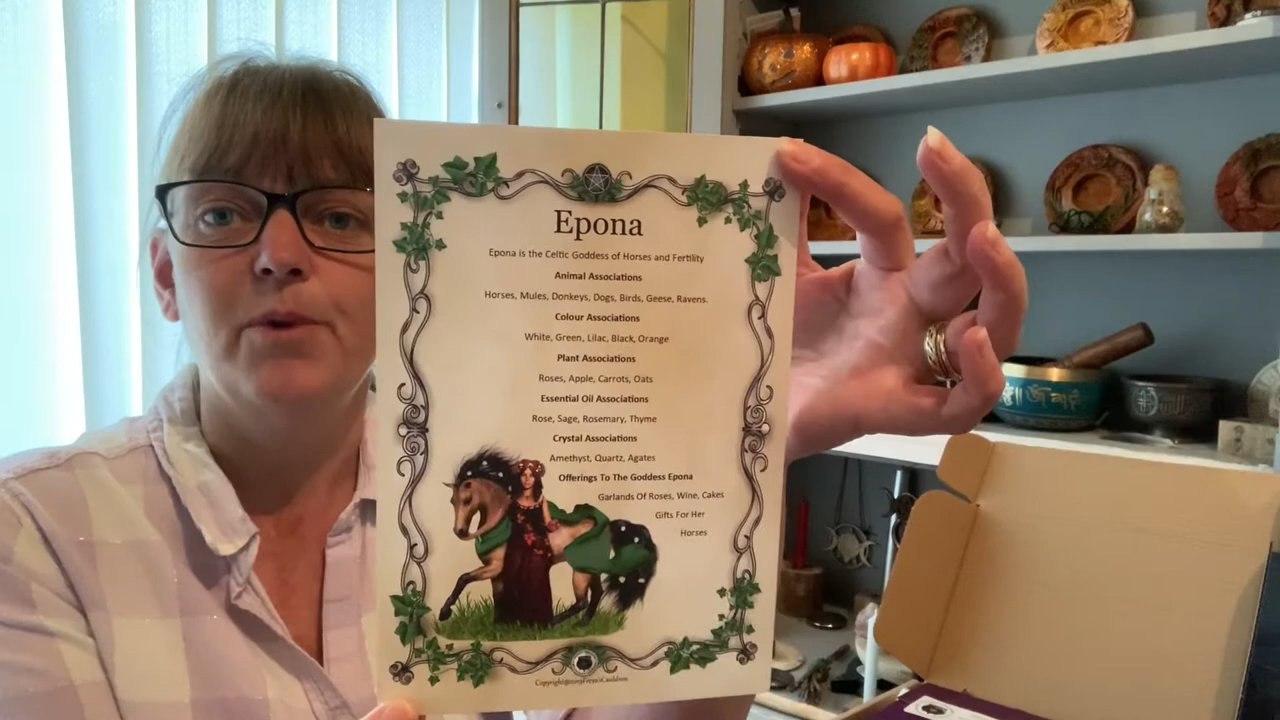 Epona
Epona is the Celtic Goddess of Horses and Fertility
Animal Associations
Horses, Mules, Donkeys, Dogs, Birds, Geese, Ravens.
Colour Associations
White, Green, Lilac, Black, Orange
Plant Associations
Roses, Apple, Carrots, Oats
Essential Oil Associations
Rose, Sage, Rosemary, Thyme
Crystal Associations
Amethyst, Quartz, Agates
Offerings To The Goddess Epona
Garlands Of Roses, Wine, Cakes
Gifts For Her
Horses